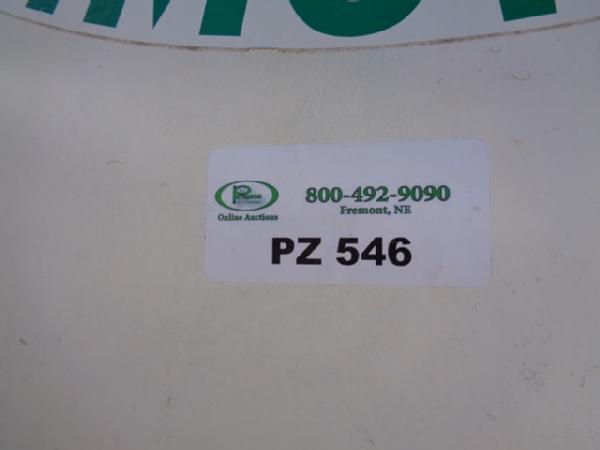 800-492-9090
Fremont, NE
Online Auctions
PZ 546